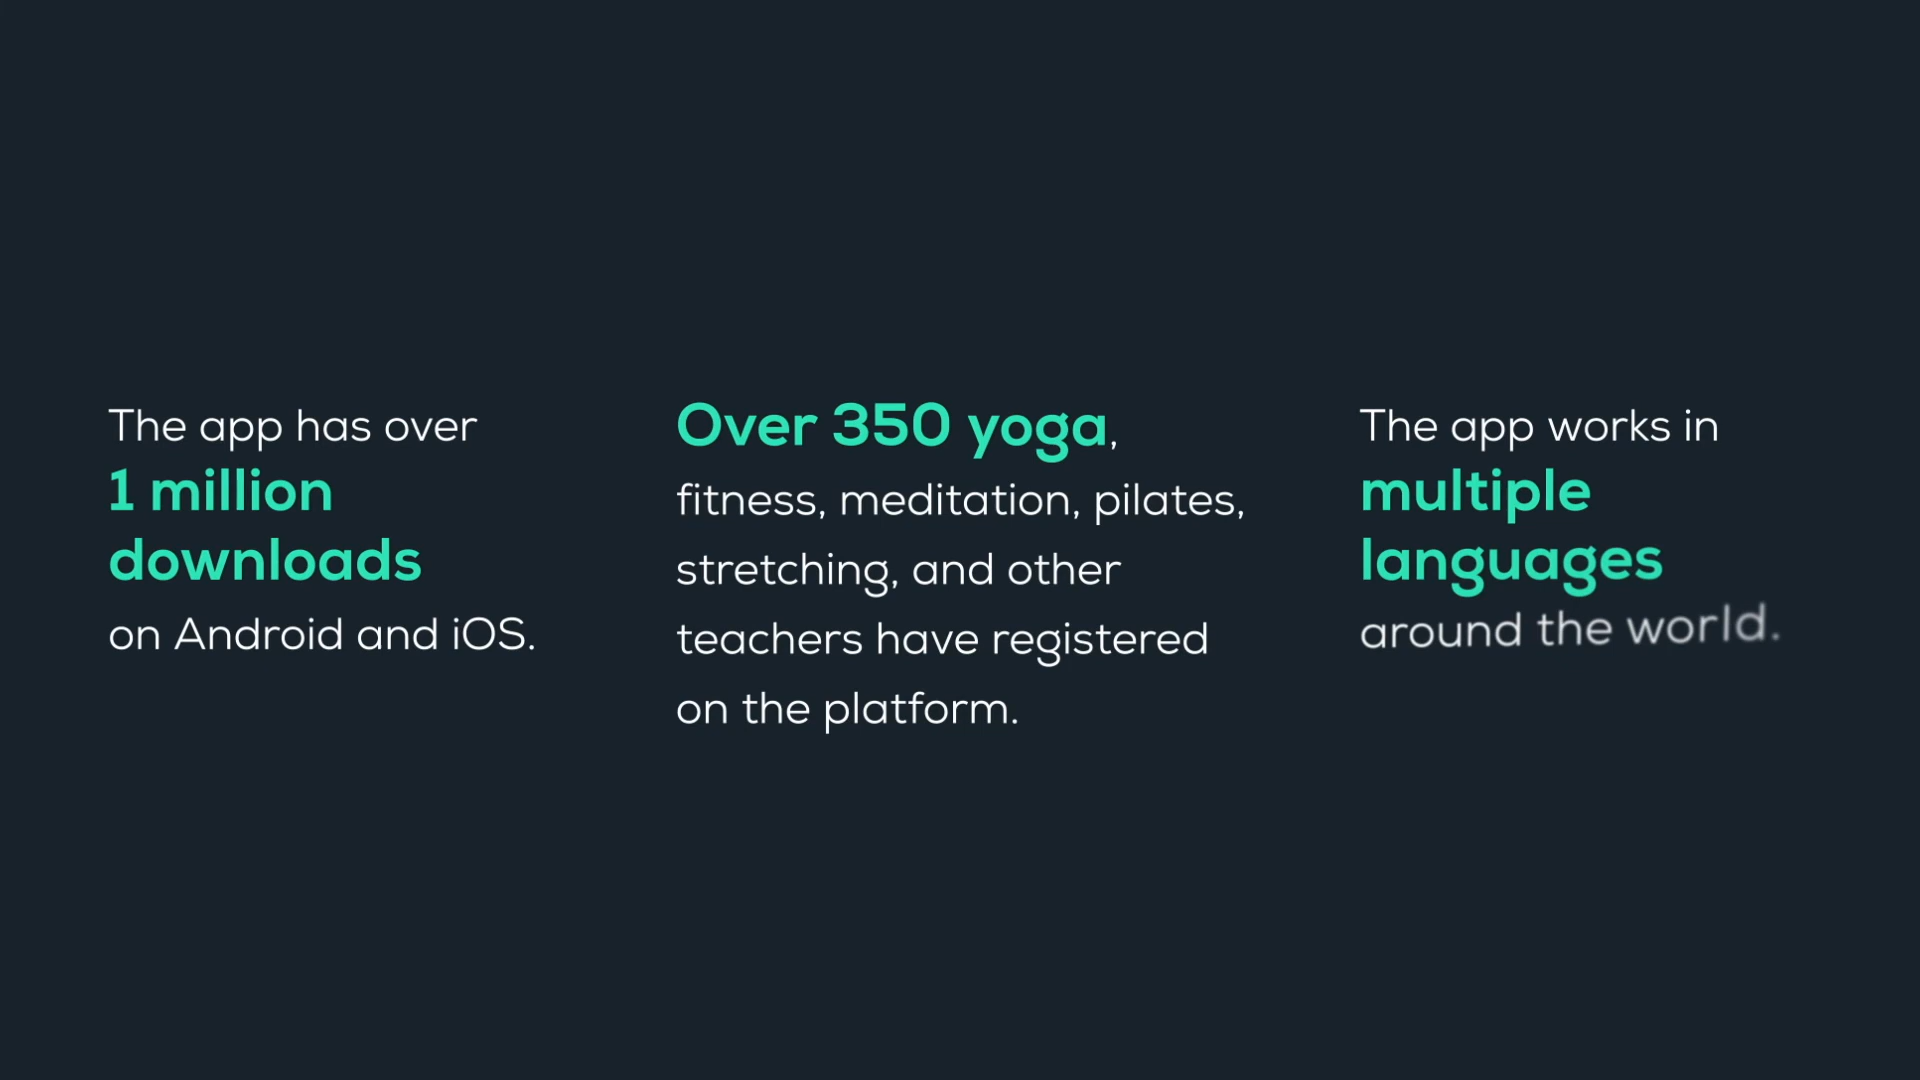 The app has over
1 million
downloads
on Android and iOS.
Over 350 yoga,
fitness, meditation, pilates,
stretching, and other
teachers have registered
on the platform.
The app works in
multiple
languages
around the world.